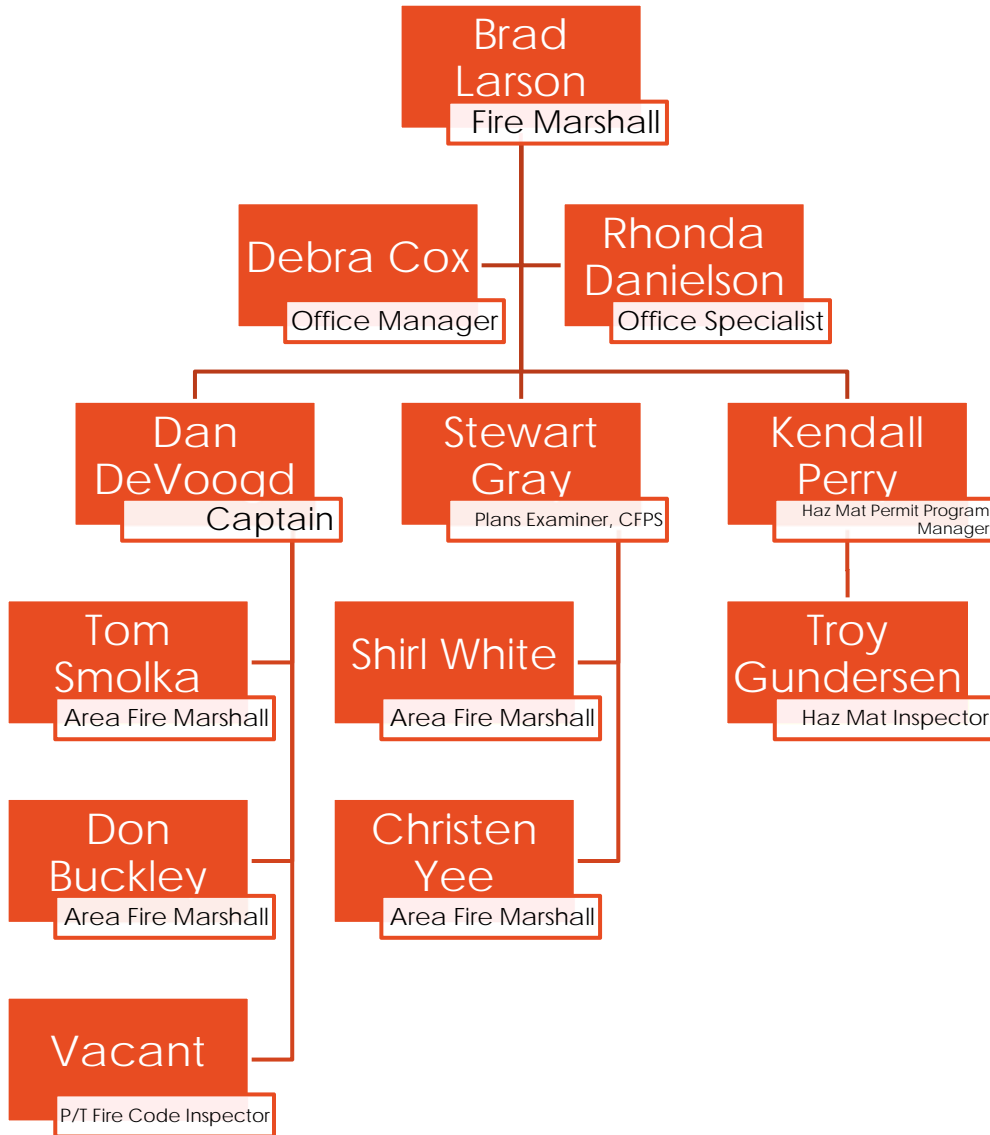 Brad
Larson
Fire Marshall
Debra Cox
Office Manager
Rhonda
Danielson
Office Specialist
Dan
DeVoogd
Captain
Stewart
Gray
Plans Examiner, CFPS
Kendall
Perry
Haz Mat Permit Program
Manager
Tom
Smolka
Area Fire Marshall
Shirl White
Area Fire Marshall
Troy
Gundersen
Haz Mat Inspector
Don
Buckley
Area Fire Marshall
Christen
Yee
Area Fire Marshall
Vacant
P/T Fire Code Inspector